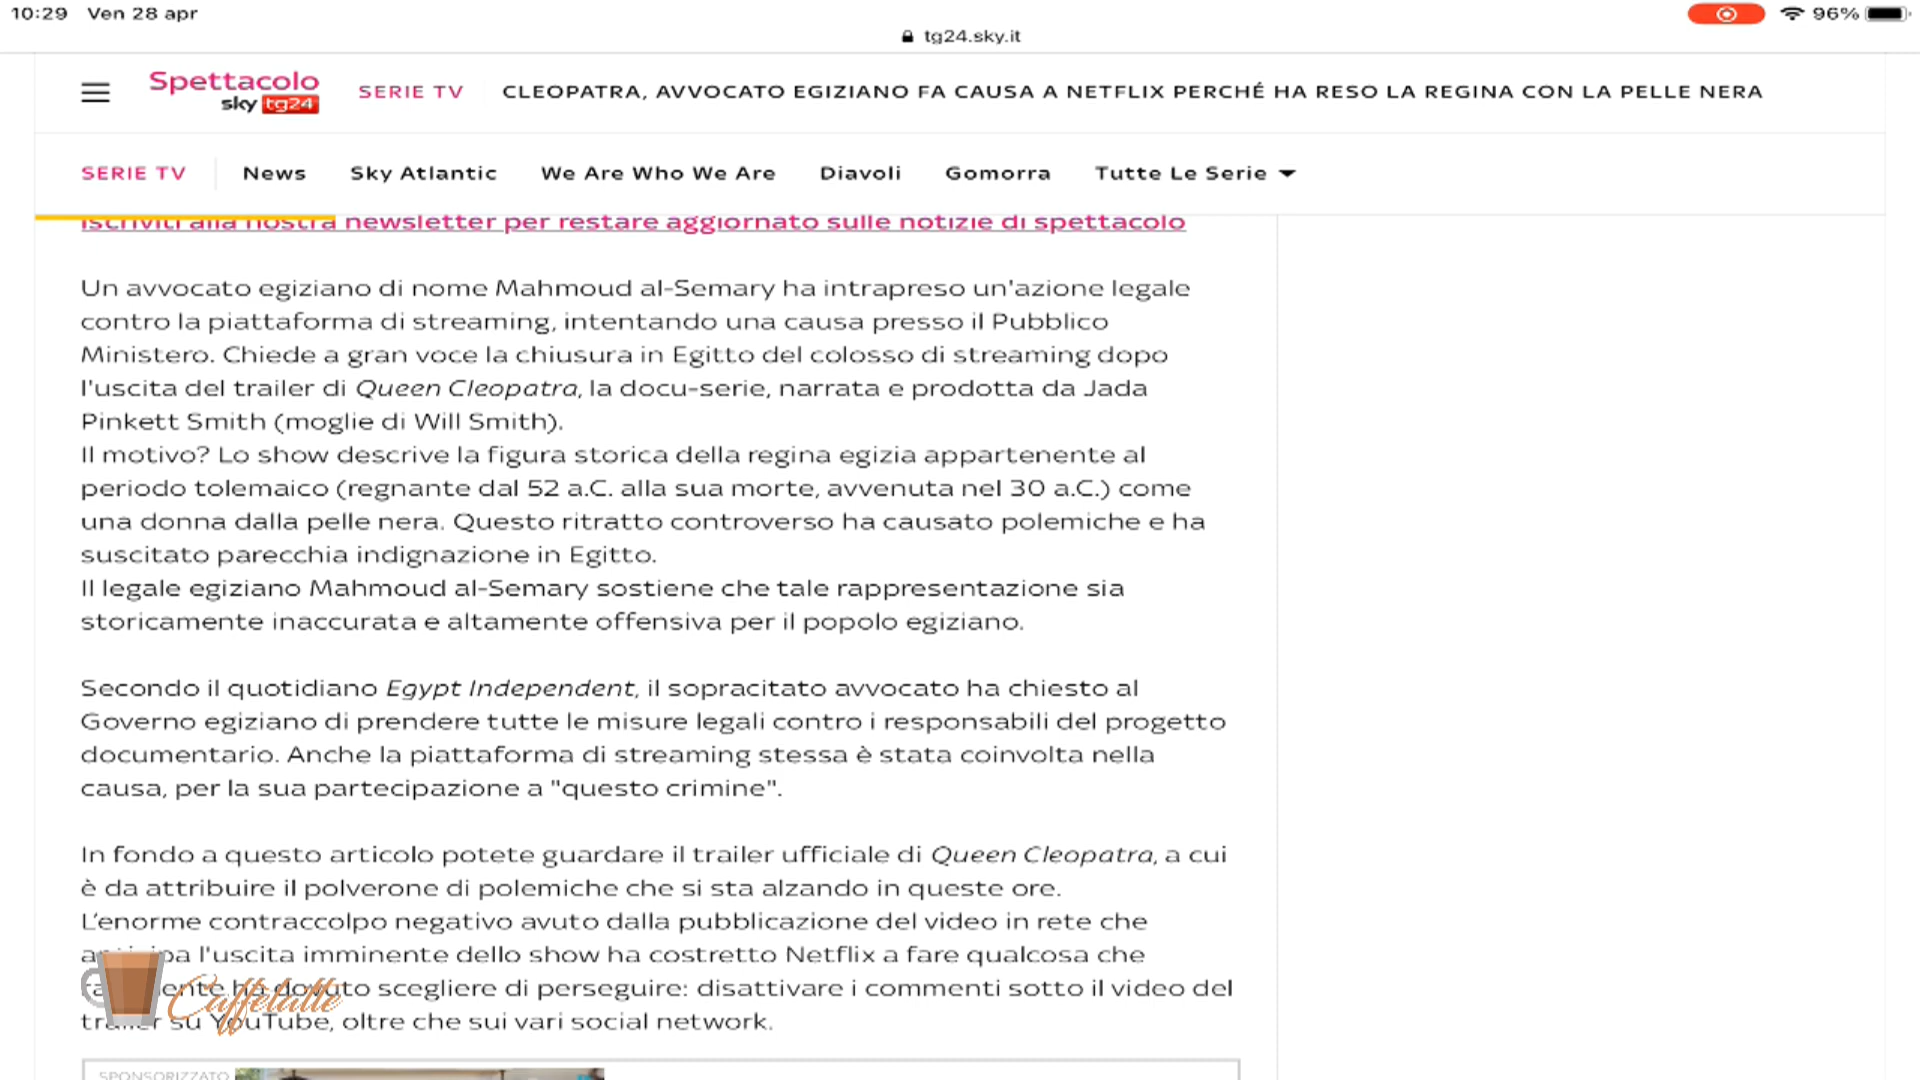 10:29 Ven 28 apr
96%
tg24.sky.it
Spettacolo
sky tg24
SERIE TV
CLEOPATRA, AVVOCATO EGIZIANO FA CAUSA A NETFLIX PERCHÉ HA RESO LA REGINA CON LA PELLE NERA
SERIE TV News Sky Atlantic We Are Who We Are Diavoli Gomorra Tutte Le Serie
Iscriviti alla nostra newsletter per restare aggiornato sulle notizie di spettacolo
Un avvocato egiziano di nome Mahmoud al-Semary ha intrapreso un'azione legale
contro la piattaforma di streaming, intentando una causa presso il Pubblico
Ministero. Chiede a gran voce la chiusura in Egitto del colosso di streaming dopo
l'uscita del trailer di Queen Cleopatra, la docu-serie, narrata e prodotta da Jada
Pinkett Smith (moglie di Will Smith).
Il motivo? Lo show descrive la figura storica della regina egizia appartenente al
periodo tolemaico (regnante dal 52 a.C. alla sua morte, avvenuta nel 30 a.C.) come
una donna dalla pelle nera. Questo ritratto controverso ha causato polemiche e ha
suscitato parecchia indignazione in Egitto.
Il legale egiziano Mahmoud al-Semary sostiene che tale rappresentazione sia
storicamente inaccurata e altamente offensiva per il popolo egiziano.
Secondo il quotidiano Egypt Independent, il sopracitato avvocato ha chiesto al
Governo egiziano di prendere tutte le misure legali contro i responsabili del progetto
documentario. Anche la piattaforma di streaming stessa è stata coinvolta nella
causa, per la sua partecipazione a "questo crimine".
In fondo a questo articolo potete guardare il trailer ufficiale di Queen Cleopatra, a cui
è da attribuire il polverone di polemiche che si sta alzando in queste ore.
L'enorme contraccolpo negativo avuto dalla pubblicazione del video in rete che
l'uscita imminente dello show ha costretto Netflix a fare qualcosa che
ha dovuto scegliere di perseguire: disattivare i commenti sotto il video del
trailer su YouTube, oltre che sui vari social network.
Caffelatte
SPONSORIZZATO